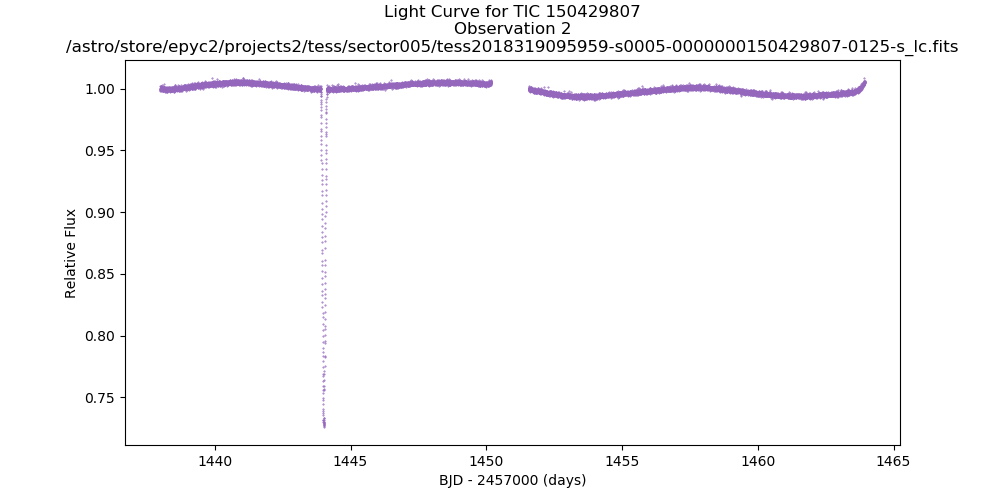 Light Curve for TIC 150429807
Observation 2
/astro/store/epyc2/projects2/tess/sector005/tess2018319095959-s0005-0000000150429807-0125-s_lc.fits
1.00
0.95
0.90
0.85
0.80
0.75
Relative Flux
1440 1445 1450 1455 1460 1465
BJD - 2457000 (days)